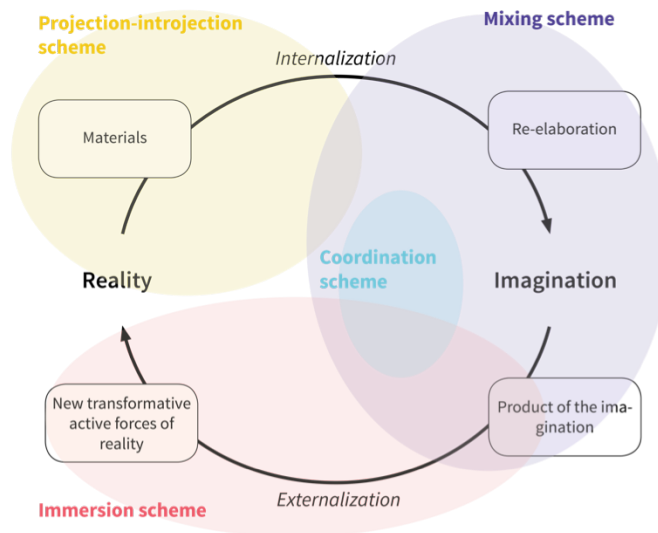 Projection-introjection
scheme
Mixing scheme
Internalization
Materials
Re-elaboration
Coordination
scheme
Reality
Imagination
New transformative
active forces of
reality
Product of the ima-
gination
Externalization
Immersion scheme